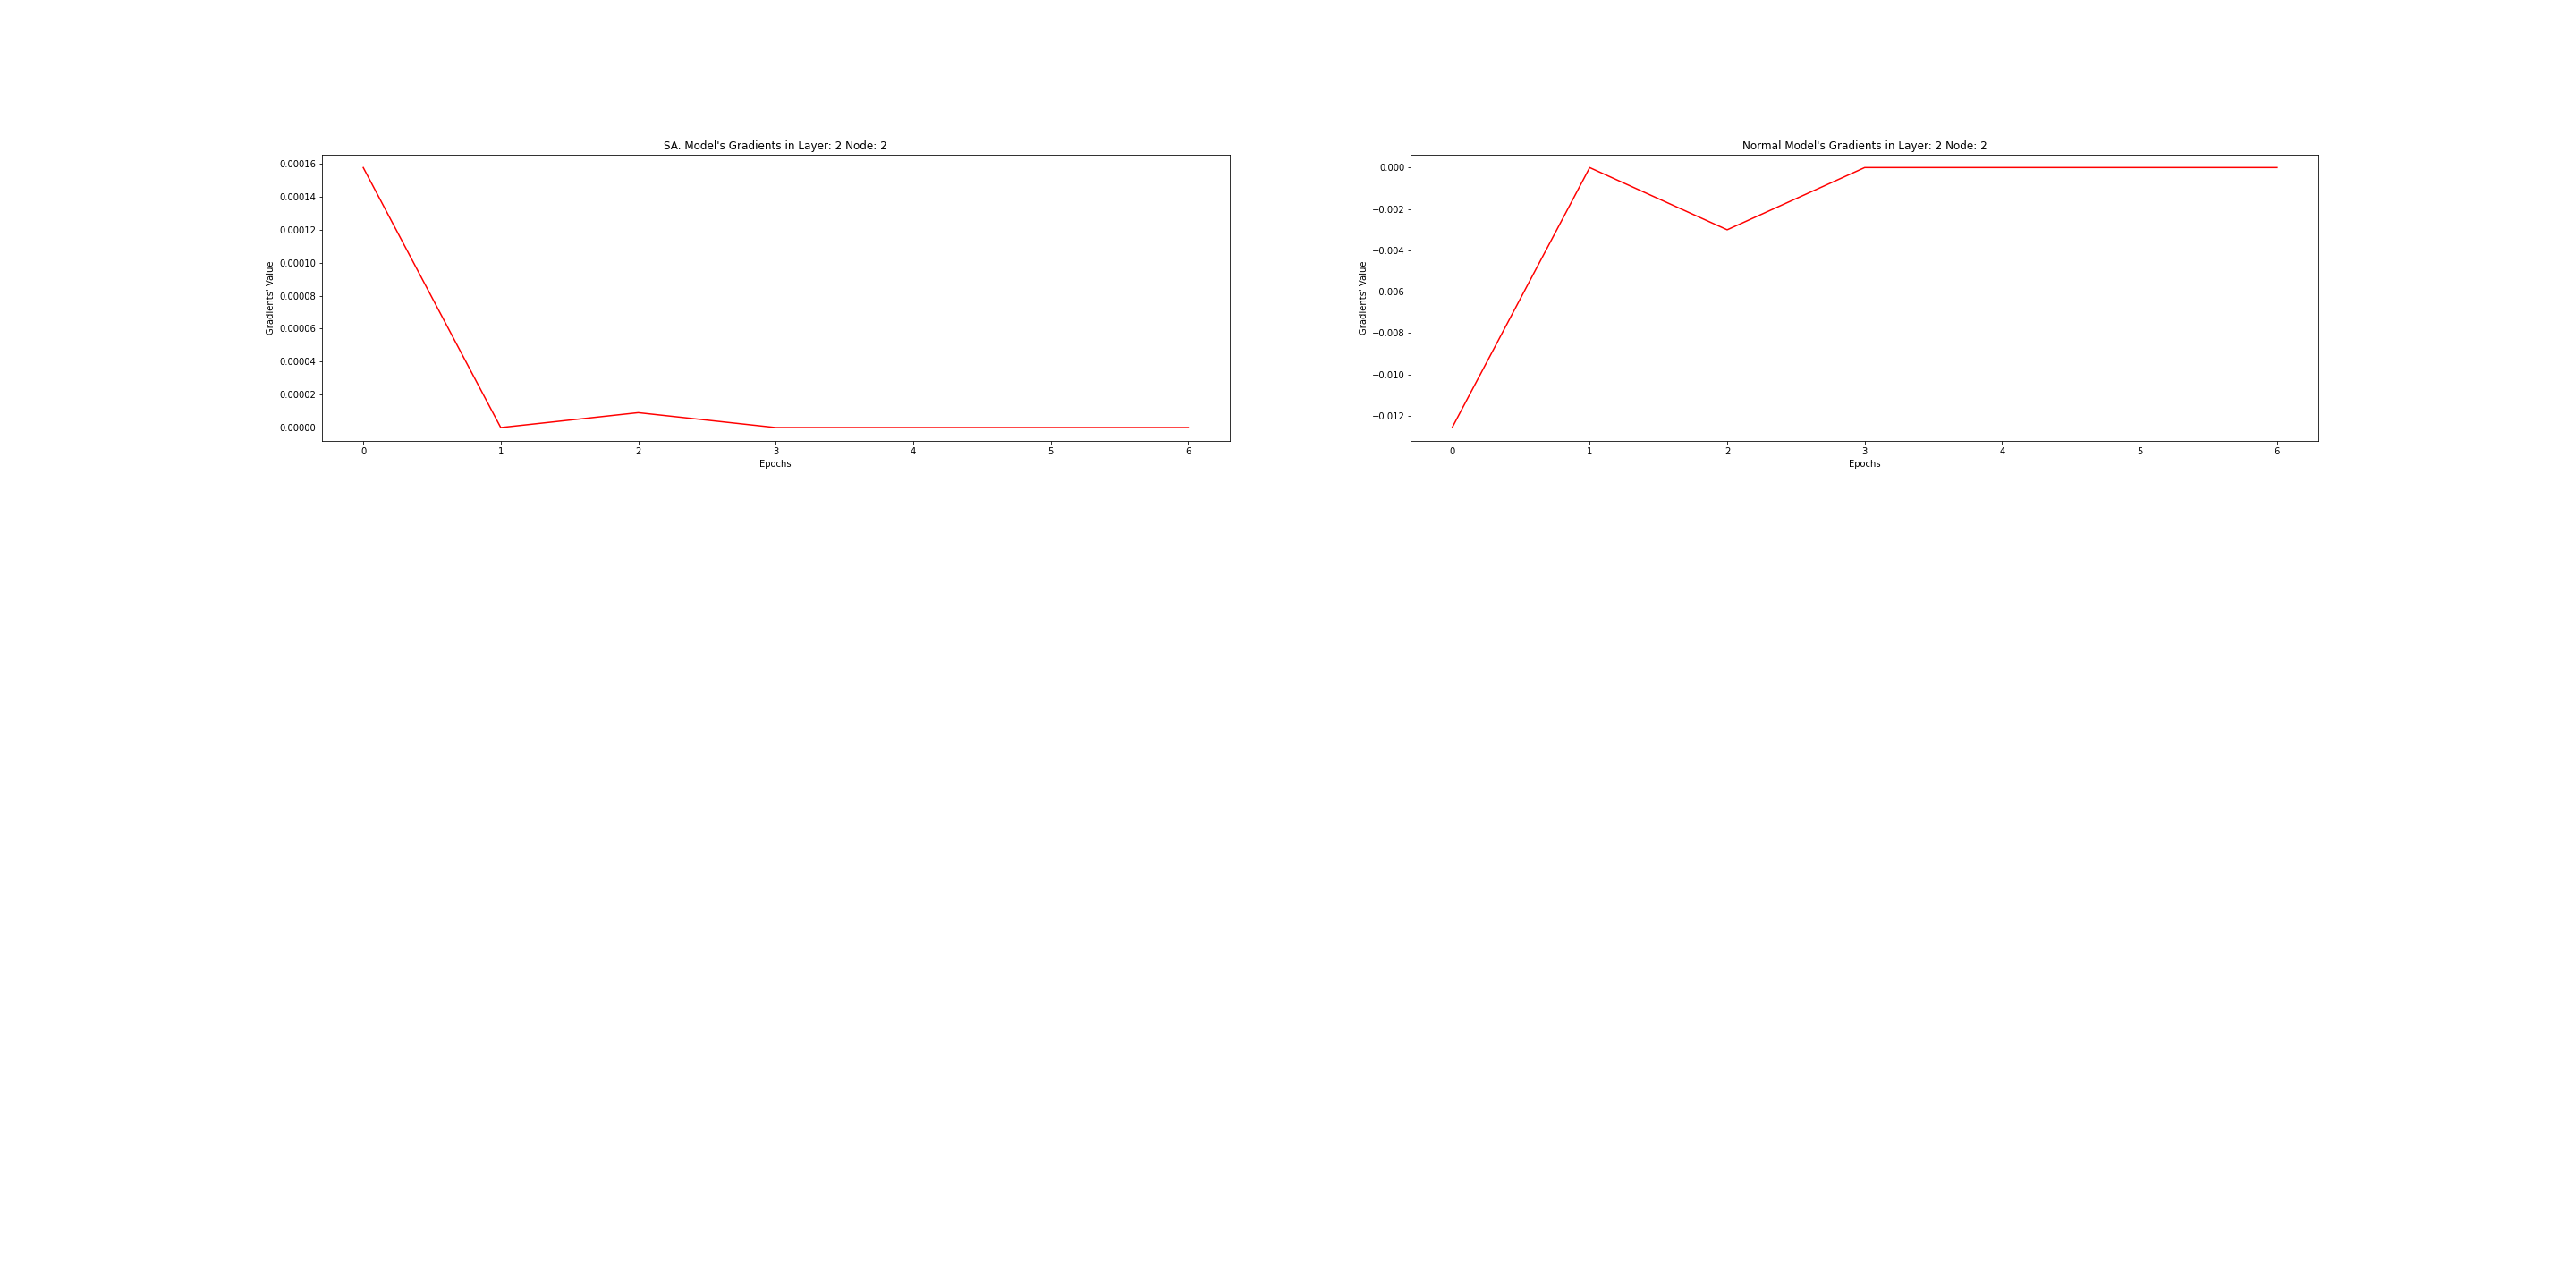 SA. Model's Gradients in Layer: 2 Node: 2
0.00016
0.00014
0.00012
0.00010
0.00008
0.00006
0.00004
0.00002
0.00000
Gradients' Value
0 1 2 3 4 5 6
Epochs
Normal Model's Gradients in Layer: 2 Node: 2
0.000
−0.002
−0.004
−0.006
−0.008
−0.010
−0.012
Gradients' Value
0 1 2 3 4 5 6
Epochs